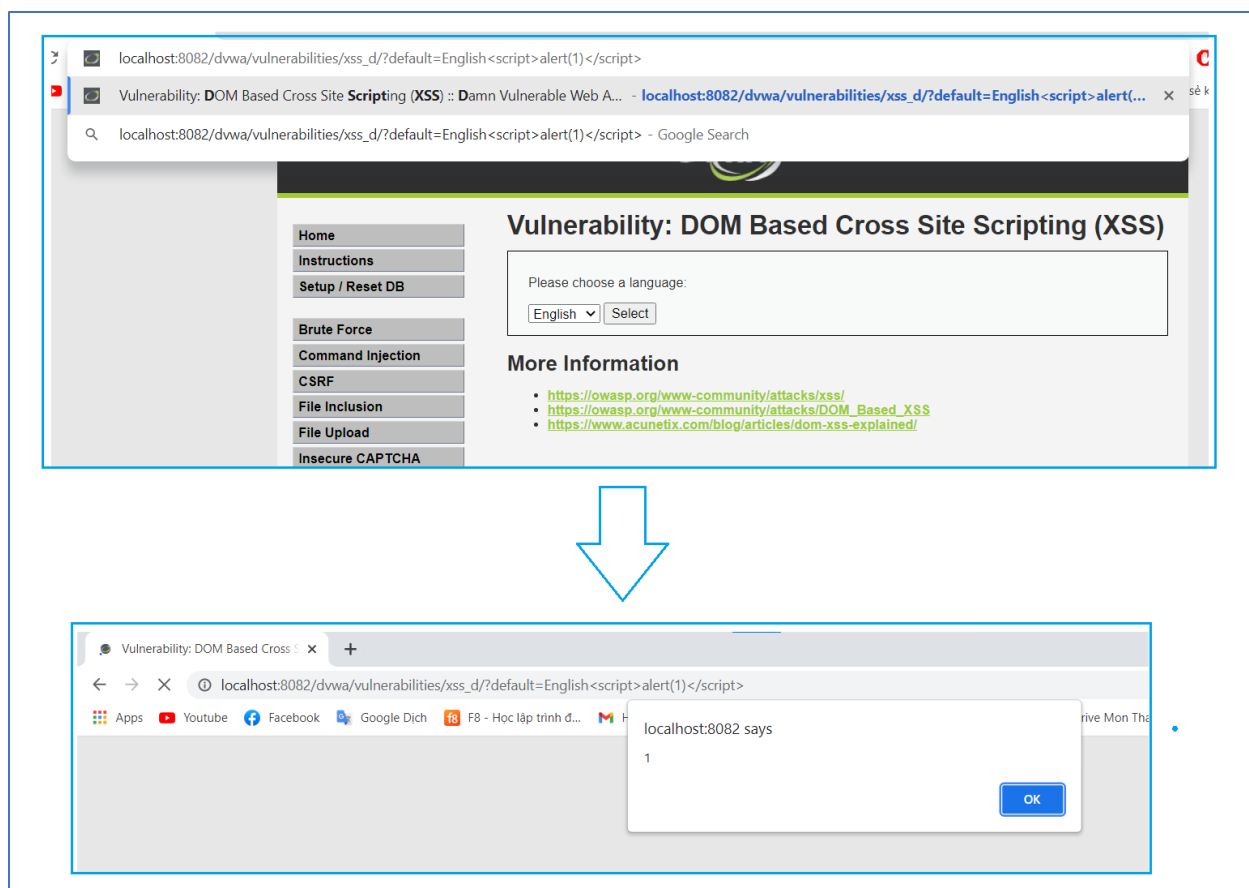 localhost:8082/dvwa/vulnerabilities/xss_d/?default=English<script>alert(1)</script>
Vulnerability: DOM Based Cross Site Scripting (XSS) :: Damn Vulnerable Web A... - localhost:8082/dvwa/vulnerabilities/xss_d/?default=English<script>alert(...
sẻ k
localhost:8082/dvwa/vulnerabilities/xss_d/?default=English<script>alert(1)</script> - Google Search
Vulnerability: DOM Based Cross Site Scripting (XSS)
Home
Instructions
Setup / Reset DB
Please choose a language:
English Select
Brute Force
Command Injection
CSRF
File Inclusion
File Upload
Insecure CAPTCHA
More Information
https://owasp.org/www-community/attacks/xss/
https://owasp.org/www-community/attacks/DOM_Based_XSS
https://www.acunetix.com/blog/articles/dom-xss-explained/
Vulnerability: DOM Based Cross S
localhost:8082/dvwa/vulnerabilities/xss_d/?default=English<script>alert(1)</script>
Apps Youtube Facebook Google Dịch F8 - Học lập trình đ... rive Mon Tha
localhost:8082 says
1
OK